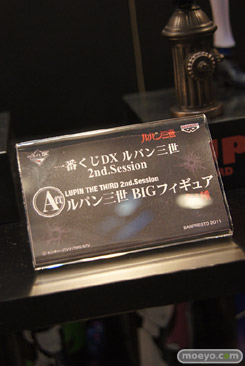 ルパン三世
一番くじDX ルパン三世
2nd.Session
A LUPIN THE THIRD 2nd.Session
ルパン三世 BIGフィギュア
BANPRESTO 2011
moeyo.com